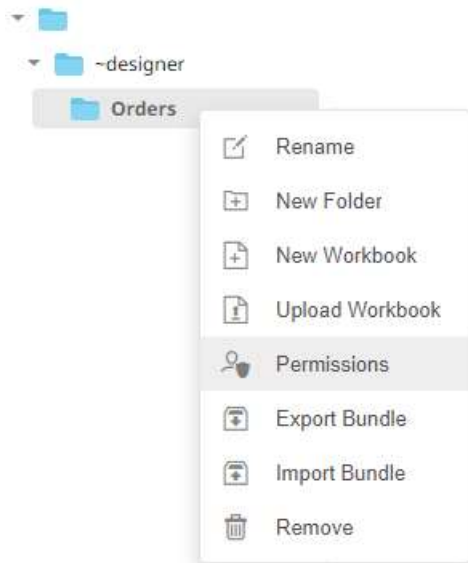 ~designer
Orders
Rename
New Folder
New Workbook
Upload Workbook
Permissions
Export Bundle
Import Bundle
Remove